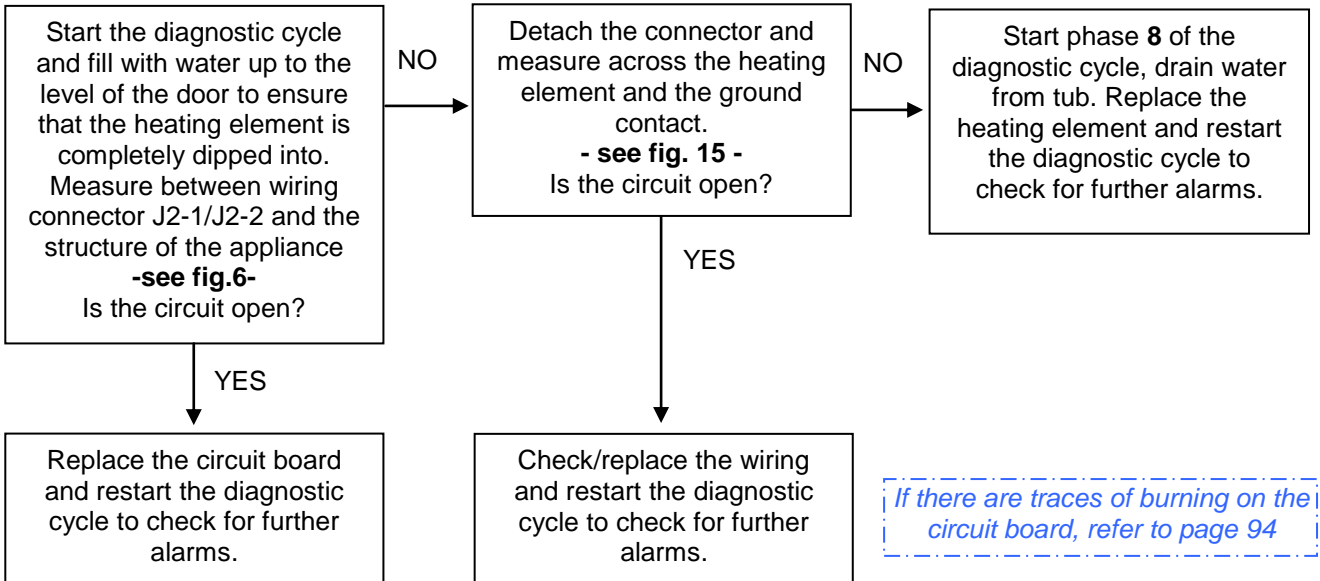 Start the diagnostic cycle
and fill with water up to the
level of the door to ensure
that the heating element is
completely dipped into.
Measure between wiring
connector J2-1/J2-2 and the
structure of the appliance
-see fig.6-
Is the circuit open?
NO
Detach the connector and
measure across the heating
element and the ground
contact.
- see fig. 15 -
Is the circuit open?
NO
Start phase 8 of the
diagnostic cycle, drain water
from tub. Replace the
heating element and restart
the diagnostic cycle to
check for further alarms.
YES
YES
Replace the circuit board
and restart the diagnostic
cycle to check for further
alarms.
Check/replace the wiring
and restart the diagnostic
cycle to check for further
alarms.
If there are traces of burning on the
circuit board, refer to page 94